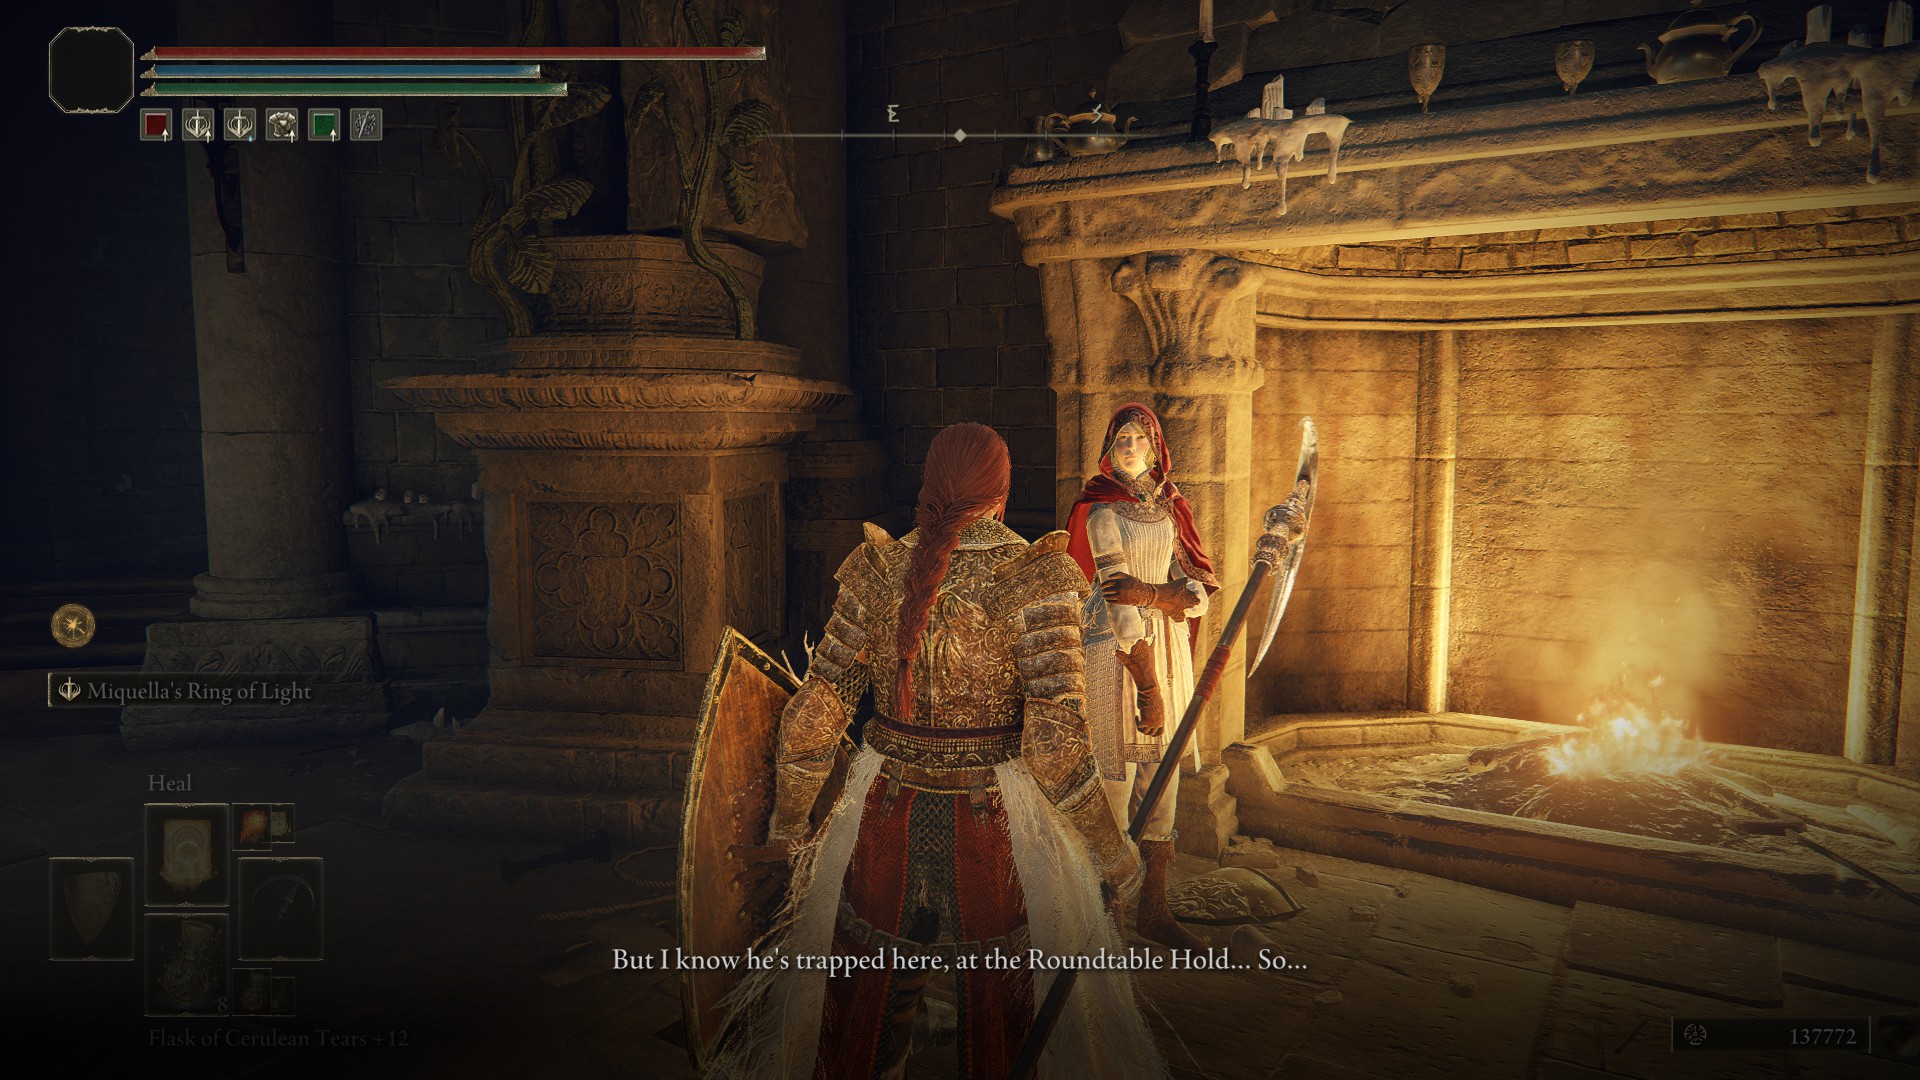 E
S
Miquella's Ring of Light
Heal
8
Flask of Cerulean Tears +12
But I know he's trapped here, at the Roundtable Hold... So...
137772